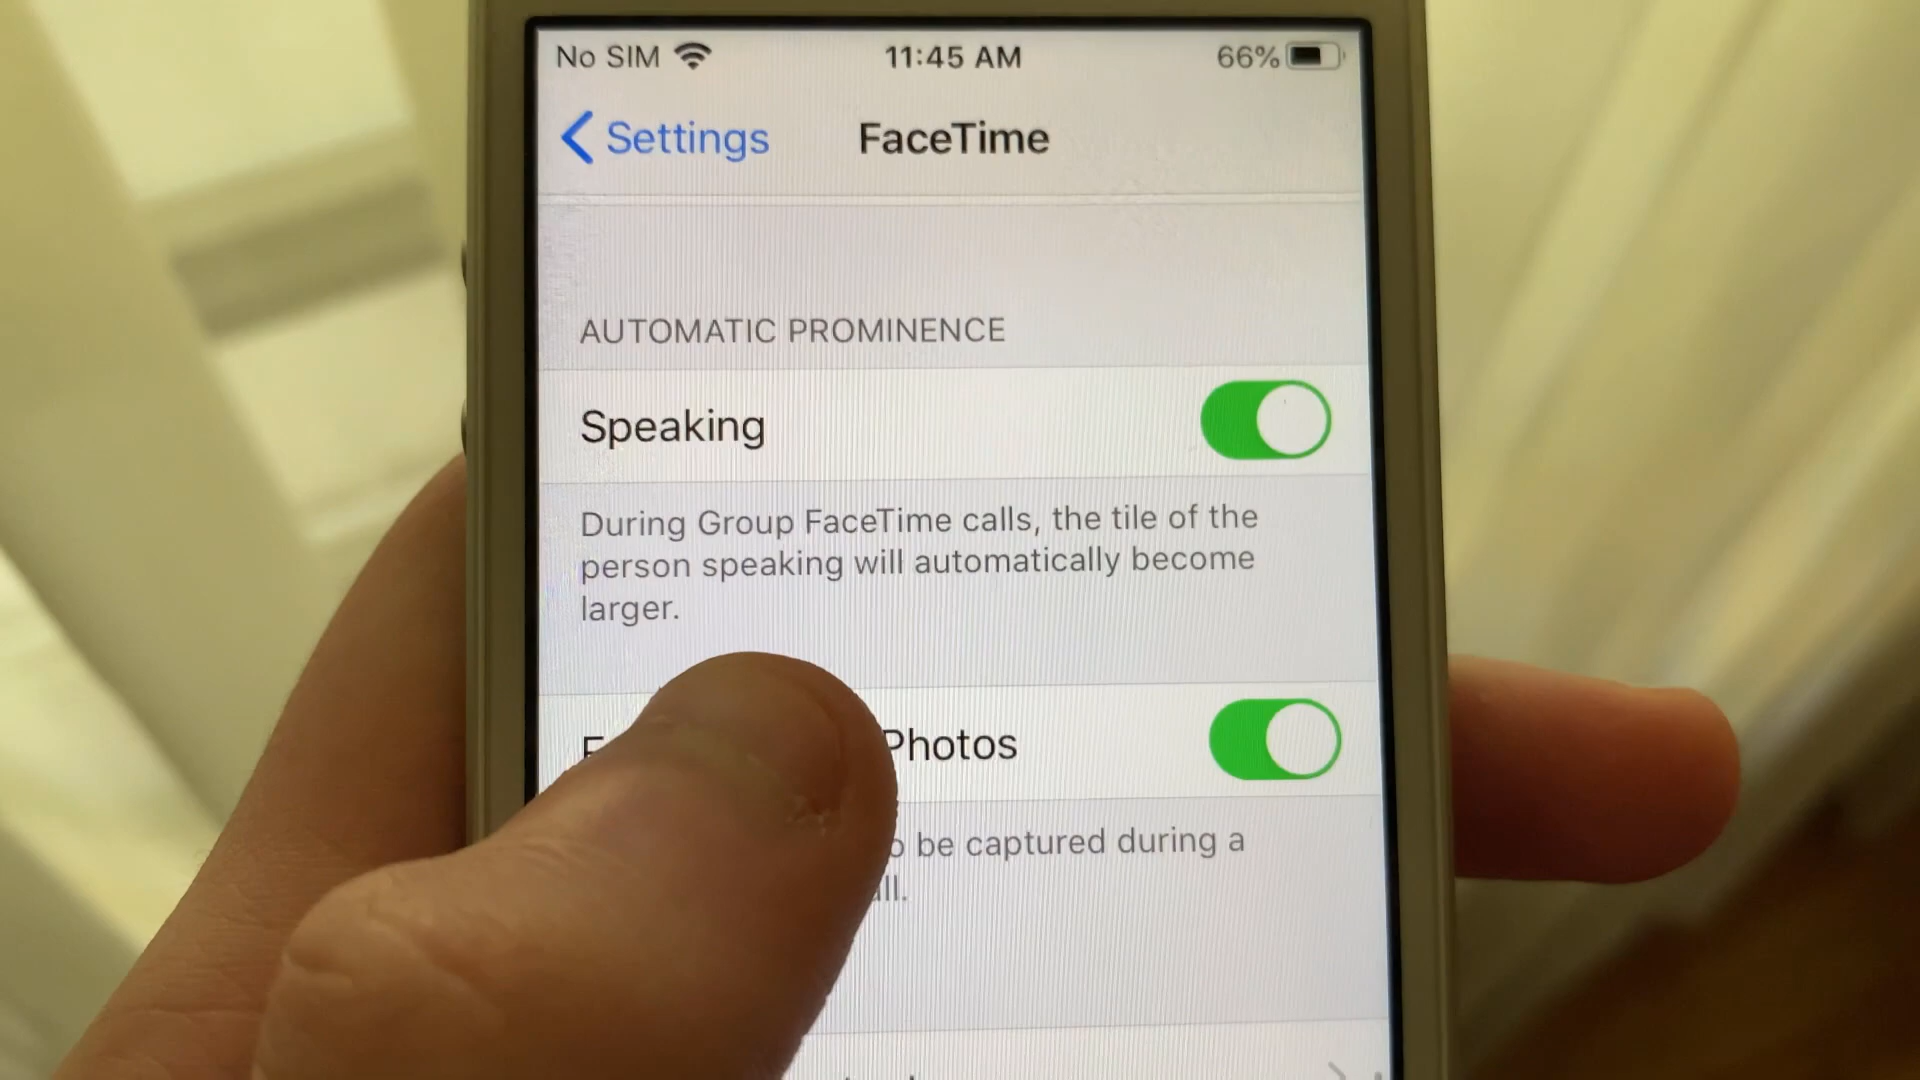 No SIM 11:45 AM 66%
Settings FaceTime
AUTOMATIC PROMINENCE
Speaking
During Group FaceTime calls, the tile of the
person speaking will automatically become
larger.
Photos
be captured during a